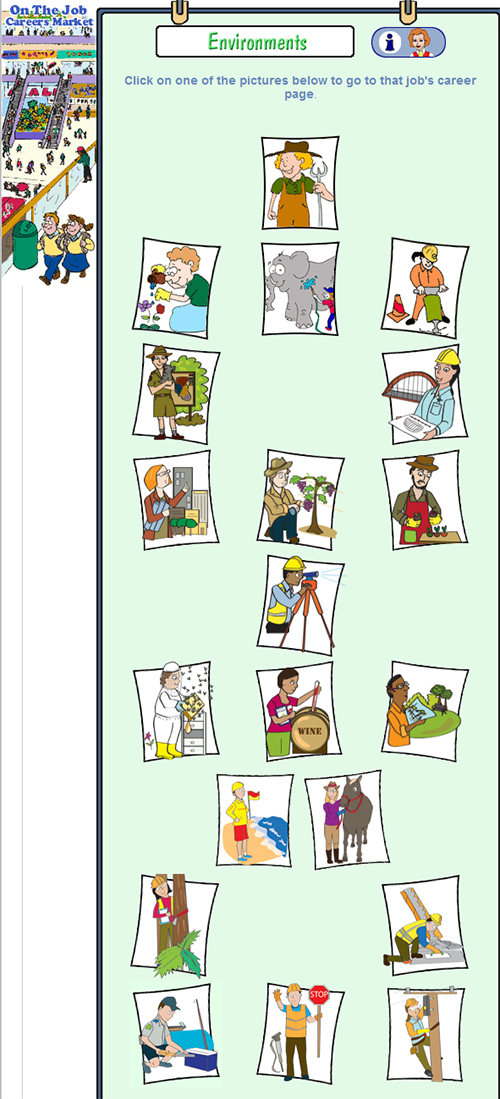 On The Job
Careers Market
Environments
i
Click on one of the pictures below to go to that job's career
page.
WINE
STOP